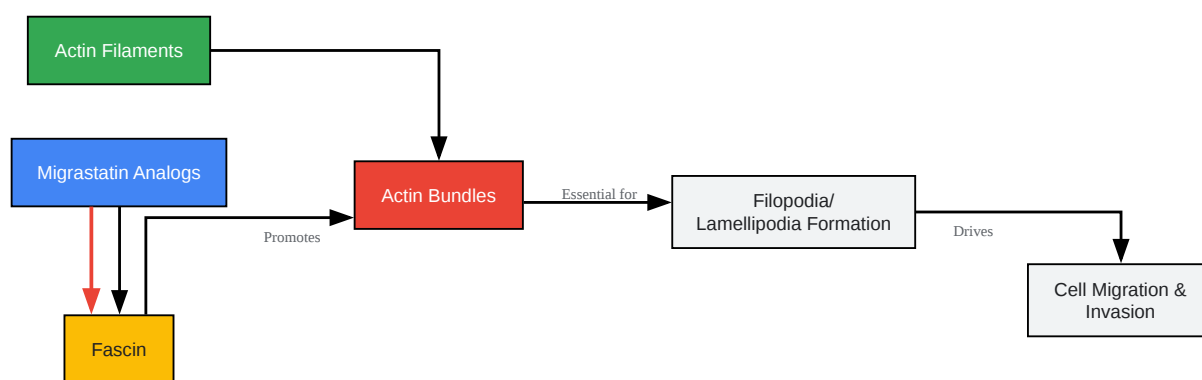 Actin Filaments
Migrastatin Analogs
Actin Bundles
Essential for
Filopodia/
Lamellipodia Formation
Promotes
Drives
Cell Migration &
Invasion
Fascin